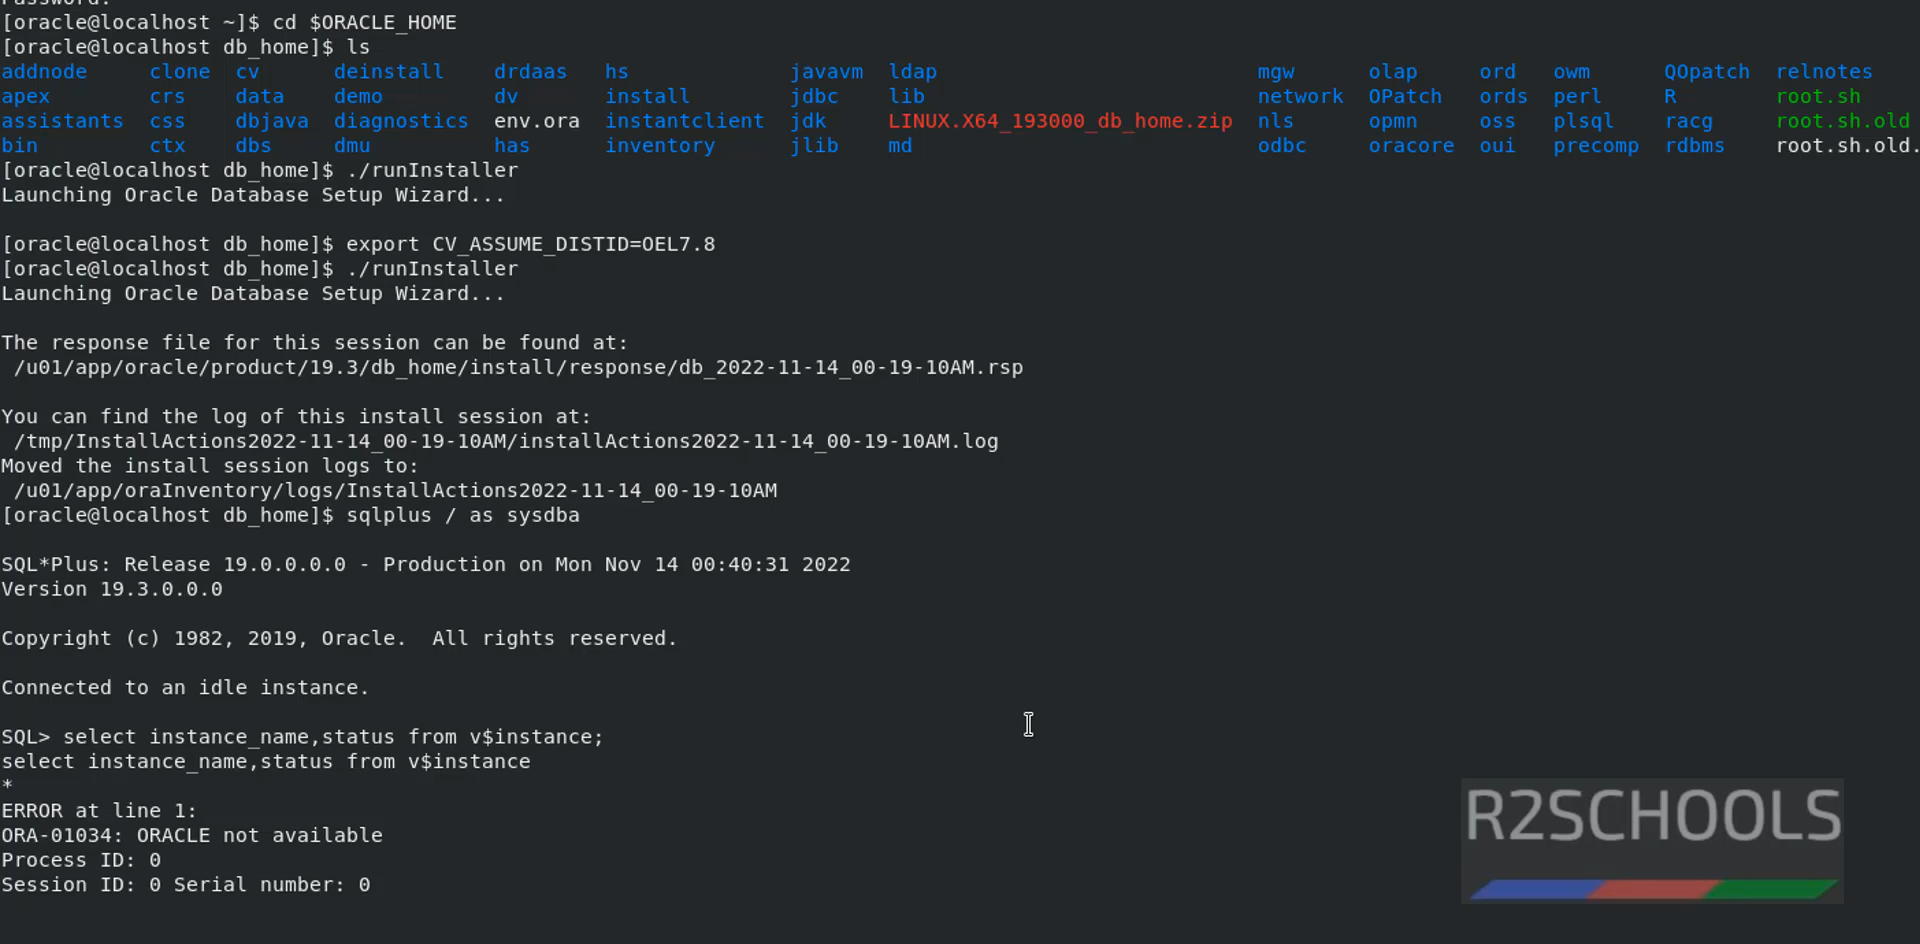 [oracle@localhost ~]$ cd $ORACLE_HOME
[oracle@localhost db_home]$ ls
addnode clone cv deinstall drdaas hs javavm ldap mgw olap ord owm QOpatch relnotes
apex crs data demo dv install jdbc lib network OPatch ords perl R root.sh
assistants css dbjava diagnostics env.ora instantclient jdk LINUX.X64_193000_db_home.zip nls opmn oss plsql racg root.sh.old
bin ctx dbs dmu has inventory jlib md odbc oracore oui precomp rdbms root.sh.old.
[oracle@localhost db_home]$ ./runInstaller
Launching Oracle Database Setup Wizard...
[oracle@localhost db_home]$ export CV_ASSUME_DISTID=OEL7.8
[oracle@localhost db_home]$ ./runInstaller
Launching Oracle Database Setup Wizard...
The response file for this session can be found at:
/u01/app/oracle/product/19.3/db_home/install/response/db_2022-11-14_00-19-10AM.rsp
You can find the log of this install session at:
/tmp/InstallActions2022-11-14_00-19-10AM/installActions2022-11-14_00-19-10AM.log
Moved the install session logs to:
/u01/app/oraInventory/logs/InstallActions2022-11-14_00-19-10AM
[oracle@localhost db_home]$ sqlplus / as sysdba
SQL*Plus: Release 19.0.0.0.0 - Production on Mon Nov 14 00:40:31 2022
Version 19.3.0.0.0
Copyright (c) 1982, 2019, Oracle.  All rights reserved.
Connected to an idle instance.
SQL> select instance_name,status from v$instance;
select instance_name,status from v$instance
*
ERROR at line 1:
ORA-01034: ORACLE not available
Process ID: 0
Session ID: 0 Serial number: 0
R2SCHOOLS